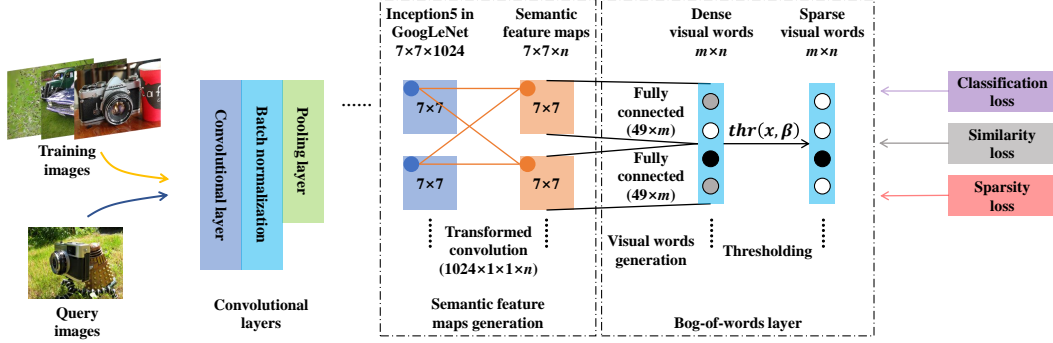 Training
images
Query
images
Convolutional layer
Batch normalization
Pooling layer
Convolutional
layers
......
Inception5 in
GoogLeNet
7×7×1024
Semantic
feature maps
7×7×n
7×7
7×7
7×7
7×7
Transformed
convolution
(1024×1×1×n)
Semantic feature
maps generation
Dense
visual words
m×n
Sparse
visual words
m×n
Fully
connected
(49×m)
Fully
connected
(49×m)
thr(x, β)
Visual words
generation
Thresholding
Bog-of-words layer
Classification
loss
Similarity
loss
Sparsity
loss